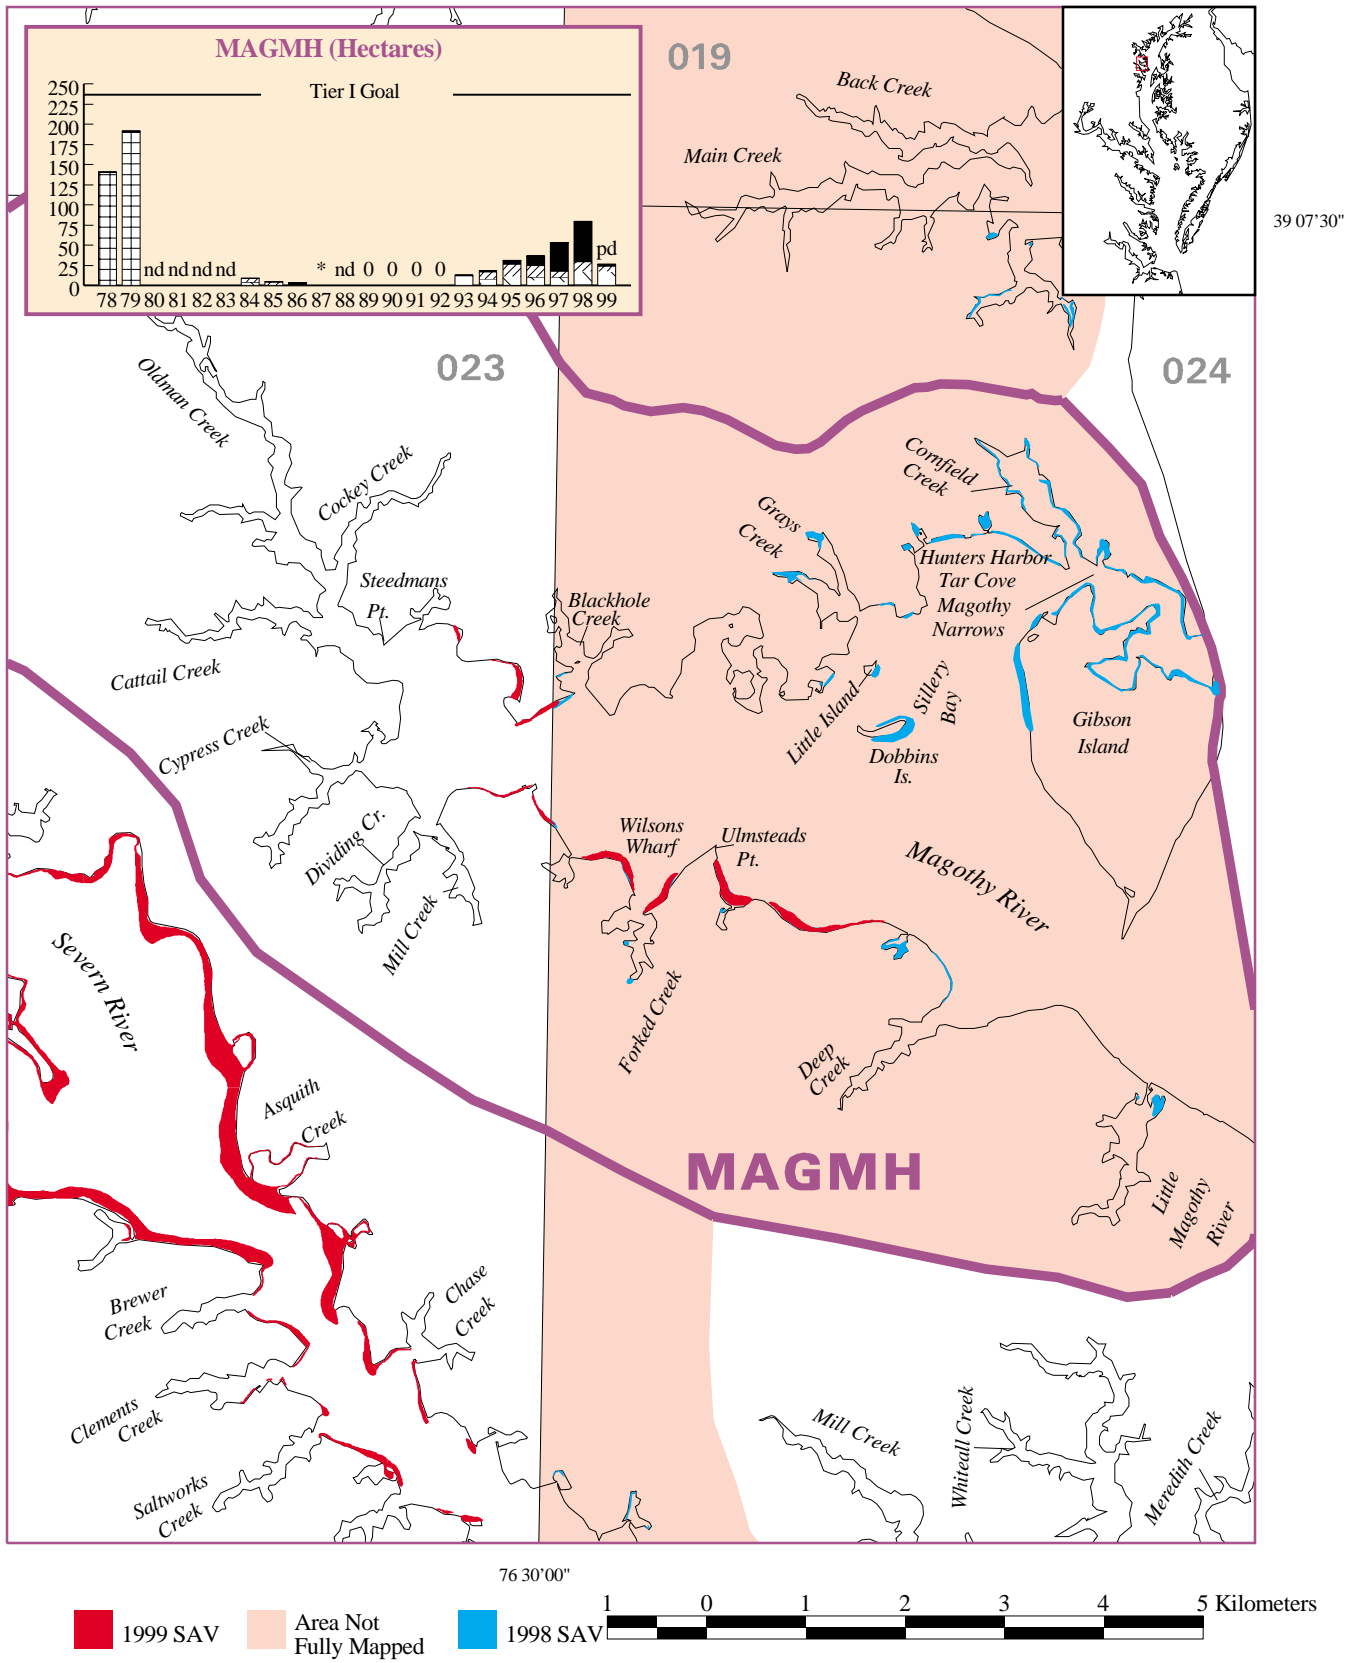 MAGMH (Hectares)
Tier I Goal
250
225
200
175
150
125
100
75
50
25
0
nd nd nd nd * nd 0 0 0 0 pd
78 79 80 81 82 83 84 85 86 87 88 89 90 91 92 93 94 95 96 97 98 99
019
Back Creek
Main Creek
39 07'30"
023
024
Oldman Creek
Cockey Creek
Cornfield
Creek
Grays
Creek
Hunters Harbor
Tar Cove
Magothy
Narrows
Steedmans
Pt.
Blackhole
Creek
Cattail Creek
Little Island
Sillery
Bay
Gibson
Island
Cypress Creek
Dobbins
Is.
Dividing Cr.
Mill Creek
Wilsons
Wharf
Ulmsteads
Pt.
Magothy River
Severn River
Forked Creek
Deep
Creek
Asquith
Creek
MAGMH
Little
Magothy
River
Brewer
Creek
Chase
Creek
Clements
Creek
Saltworks
Creek
Mill Creek
Whiteall Creek
Meredith Creek
76 30'00"
1999 SAV
Area Not
Fully Mapped
1998 SAV
1 0 1 2 3 4 5 Kilometers